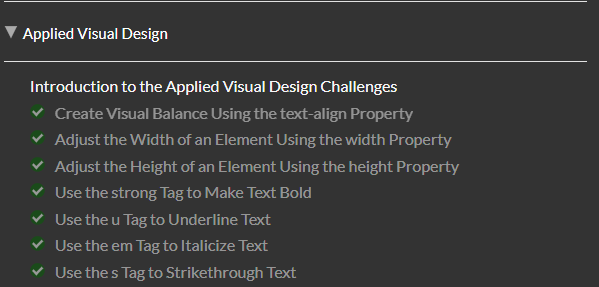 Applied Visual Design
Introduction to the Applied Visual Design Challenges
Create Visual Balance Using the text-align Property
Adjust the Width of an Element Using the width Property
Adjust the Height of an Element Using the height Property
Use the strong Tag to Make Text Bold
Use the u Tag to Underline Text
Use the em Tag to Italicize Text
Use the s Tag to Strikethrough Text